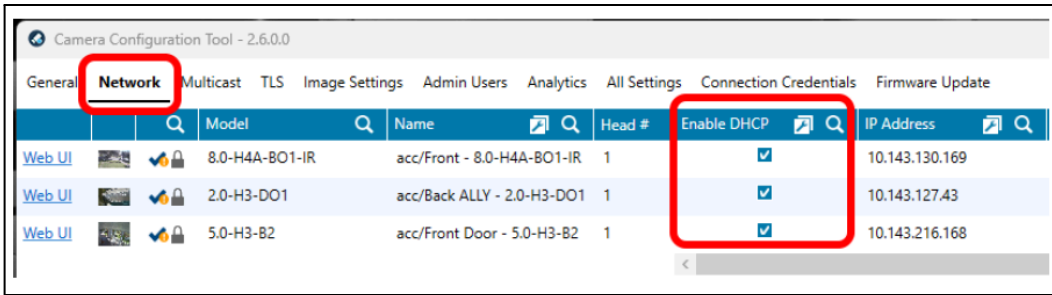 Camera Configuration Tool - 2.6.0.0
General Network Multicast TLS Image Settings Admin Users Analytics All Settings Connection Credentials Firmware Update
Model Name Head # Enable DHCP IP Address
Web UI 8.0-H4A-BO1-IR acc/Front - 8.0-H4A-BO1-IR 1 10.143.130.169
Web UI 2.0-H3-DO1 acc/Back ALLY - 2.0-H3-DO1 1 10.143.127.43
Web UI 5.0-H3-B2 acc/Front Door - 5.0-H3-B2 1 10.143.216.168